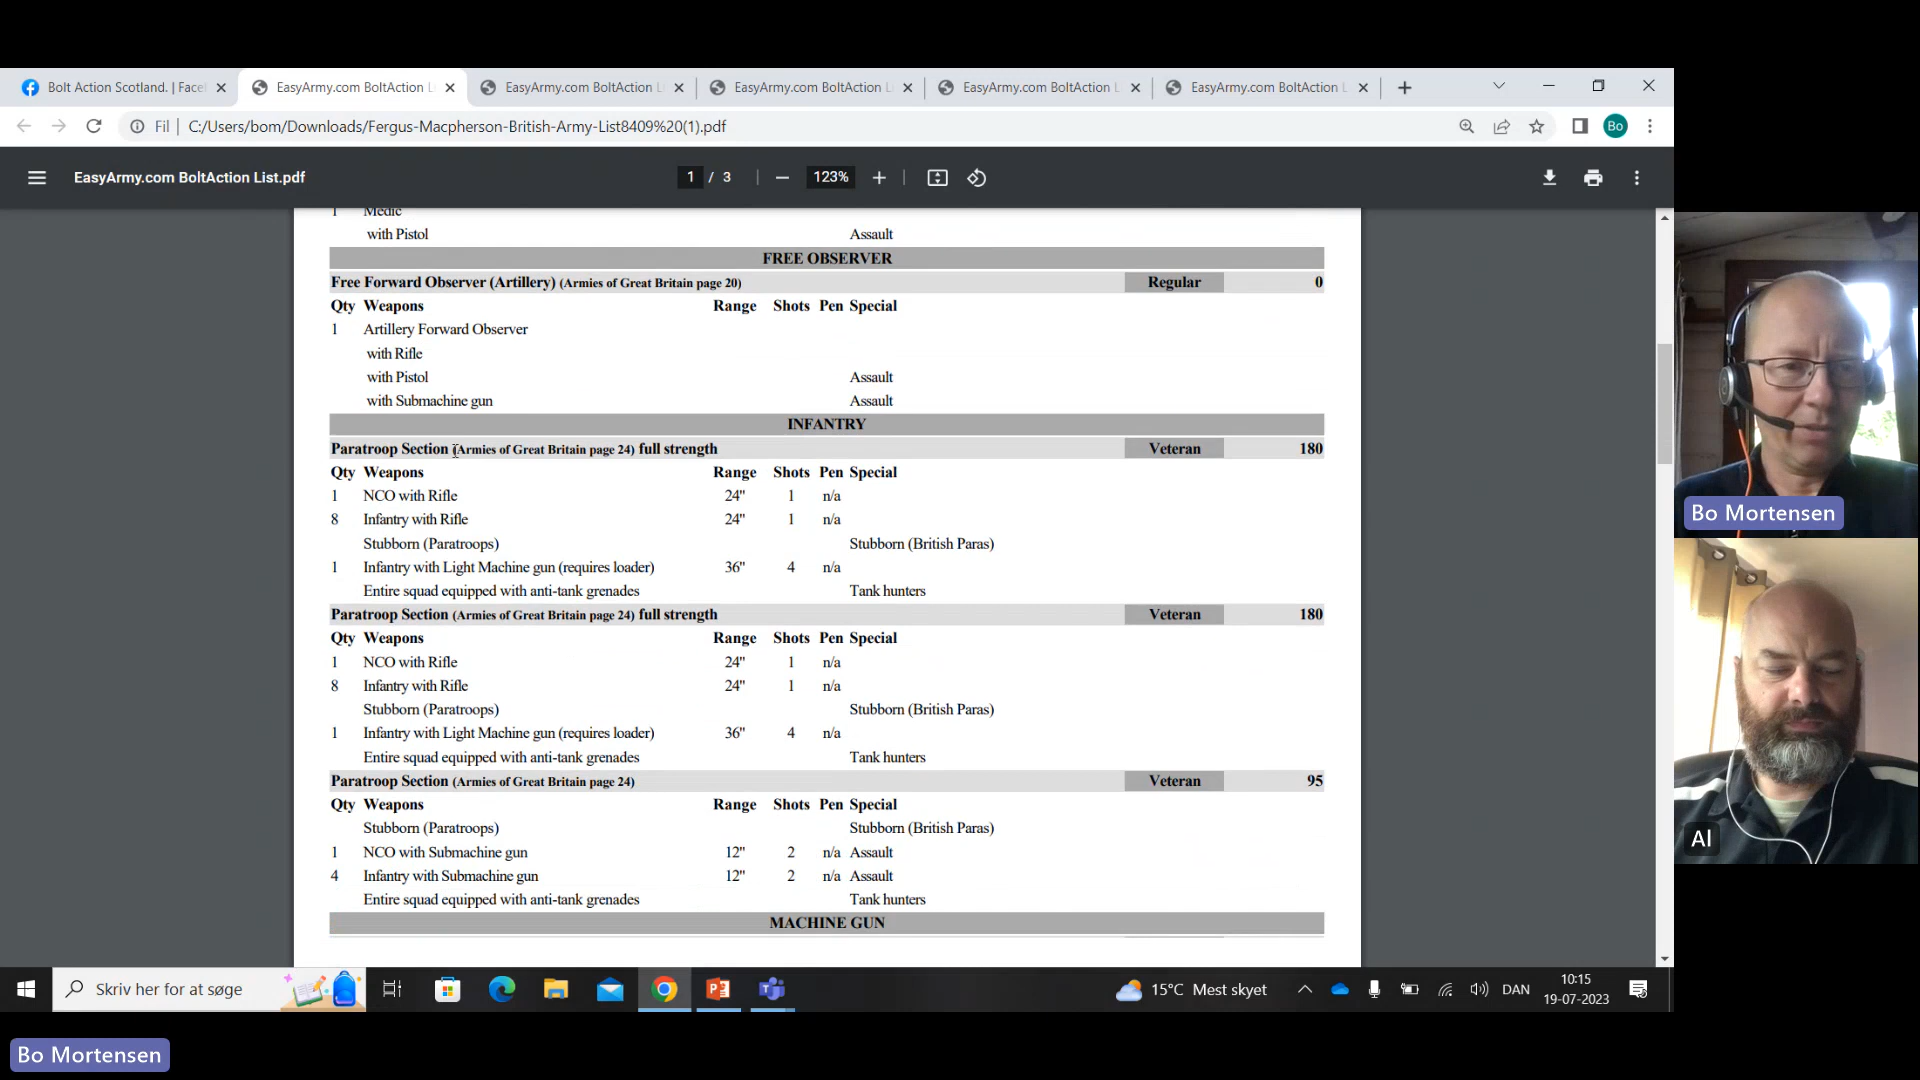 Bolt Action Scotland. | Face
EasyArmy.com BoltAction L
EasyArmy.com BoltAction L
EasyArmy.com BoltAction L
EasyArmy.com BoltAction L
EasyArmy.com BoltAction L
Fil C:/Users/bom/Downloads/Fergus-Macpherson-British-Army-List8409%20(1).pdf
Bo
EasyArmy.com BoltAction List.pdf
1 / 3
123%
1 Medic
with Pistol Assault
FREE OBSERVER
Free Forward Observer (Artillery) (Armies of Great Britain page 20) Regular 0
Qty Weapons Range Shots Pen Special
1 Artillery Forward Observer
with Rifle
with Pistol Assault
with Submachine gun Assault
INFANTRY
Paratroop Section (Armies of Great Britain page 24) full strength Veteran 180
Qty Weapons Range Shots Pen Special
1 NCO with Rifle 24" 1 n/a
8 Infantry with Rifle 24" 1 n/a
Stubborn (Paratroops) Stubborn (British Paras)
1 Infantry with Light Machine gun (requires loader) 36" 4 n/a
Entire squad equipped with anti-tank grenades Tank hunters
Paratroop Section (Armies of Great Britain page 24) full strength Veteran 180
Qty Weapons Range Shots Pen Special
1 NCO with Rifle 24" 1 n/a
8 Infantry with Rifle 24" 1 n/a
Stubborn (Paratroops) Stubborn (British Paras)
1 Infantry with Light Machine gun (requires loader) 36" 4 n/a
Entire squad equipped with anti-tank grenades Tank hunters
Paratroop Section (Armies of Great Britain page 24) Veteran 95
Qty Weapons Range Shots Pen Special
Stubborn (Paratroops) Stubborn (British Paras)
1 NCO with Submachine gun 12" 2 n/a Assault
4 Infantry with Submachine gun 12" 2 n/a Assault
Entire squad equipped with anti-tank grenades Tank hunters
MACHINE GUN
Bo Mortensen
Al
Skriv her for at søge
15°C Mest skyet
DAN
10:15
19-07-2023
Bo Mortensen